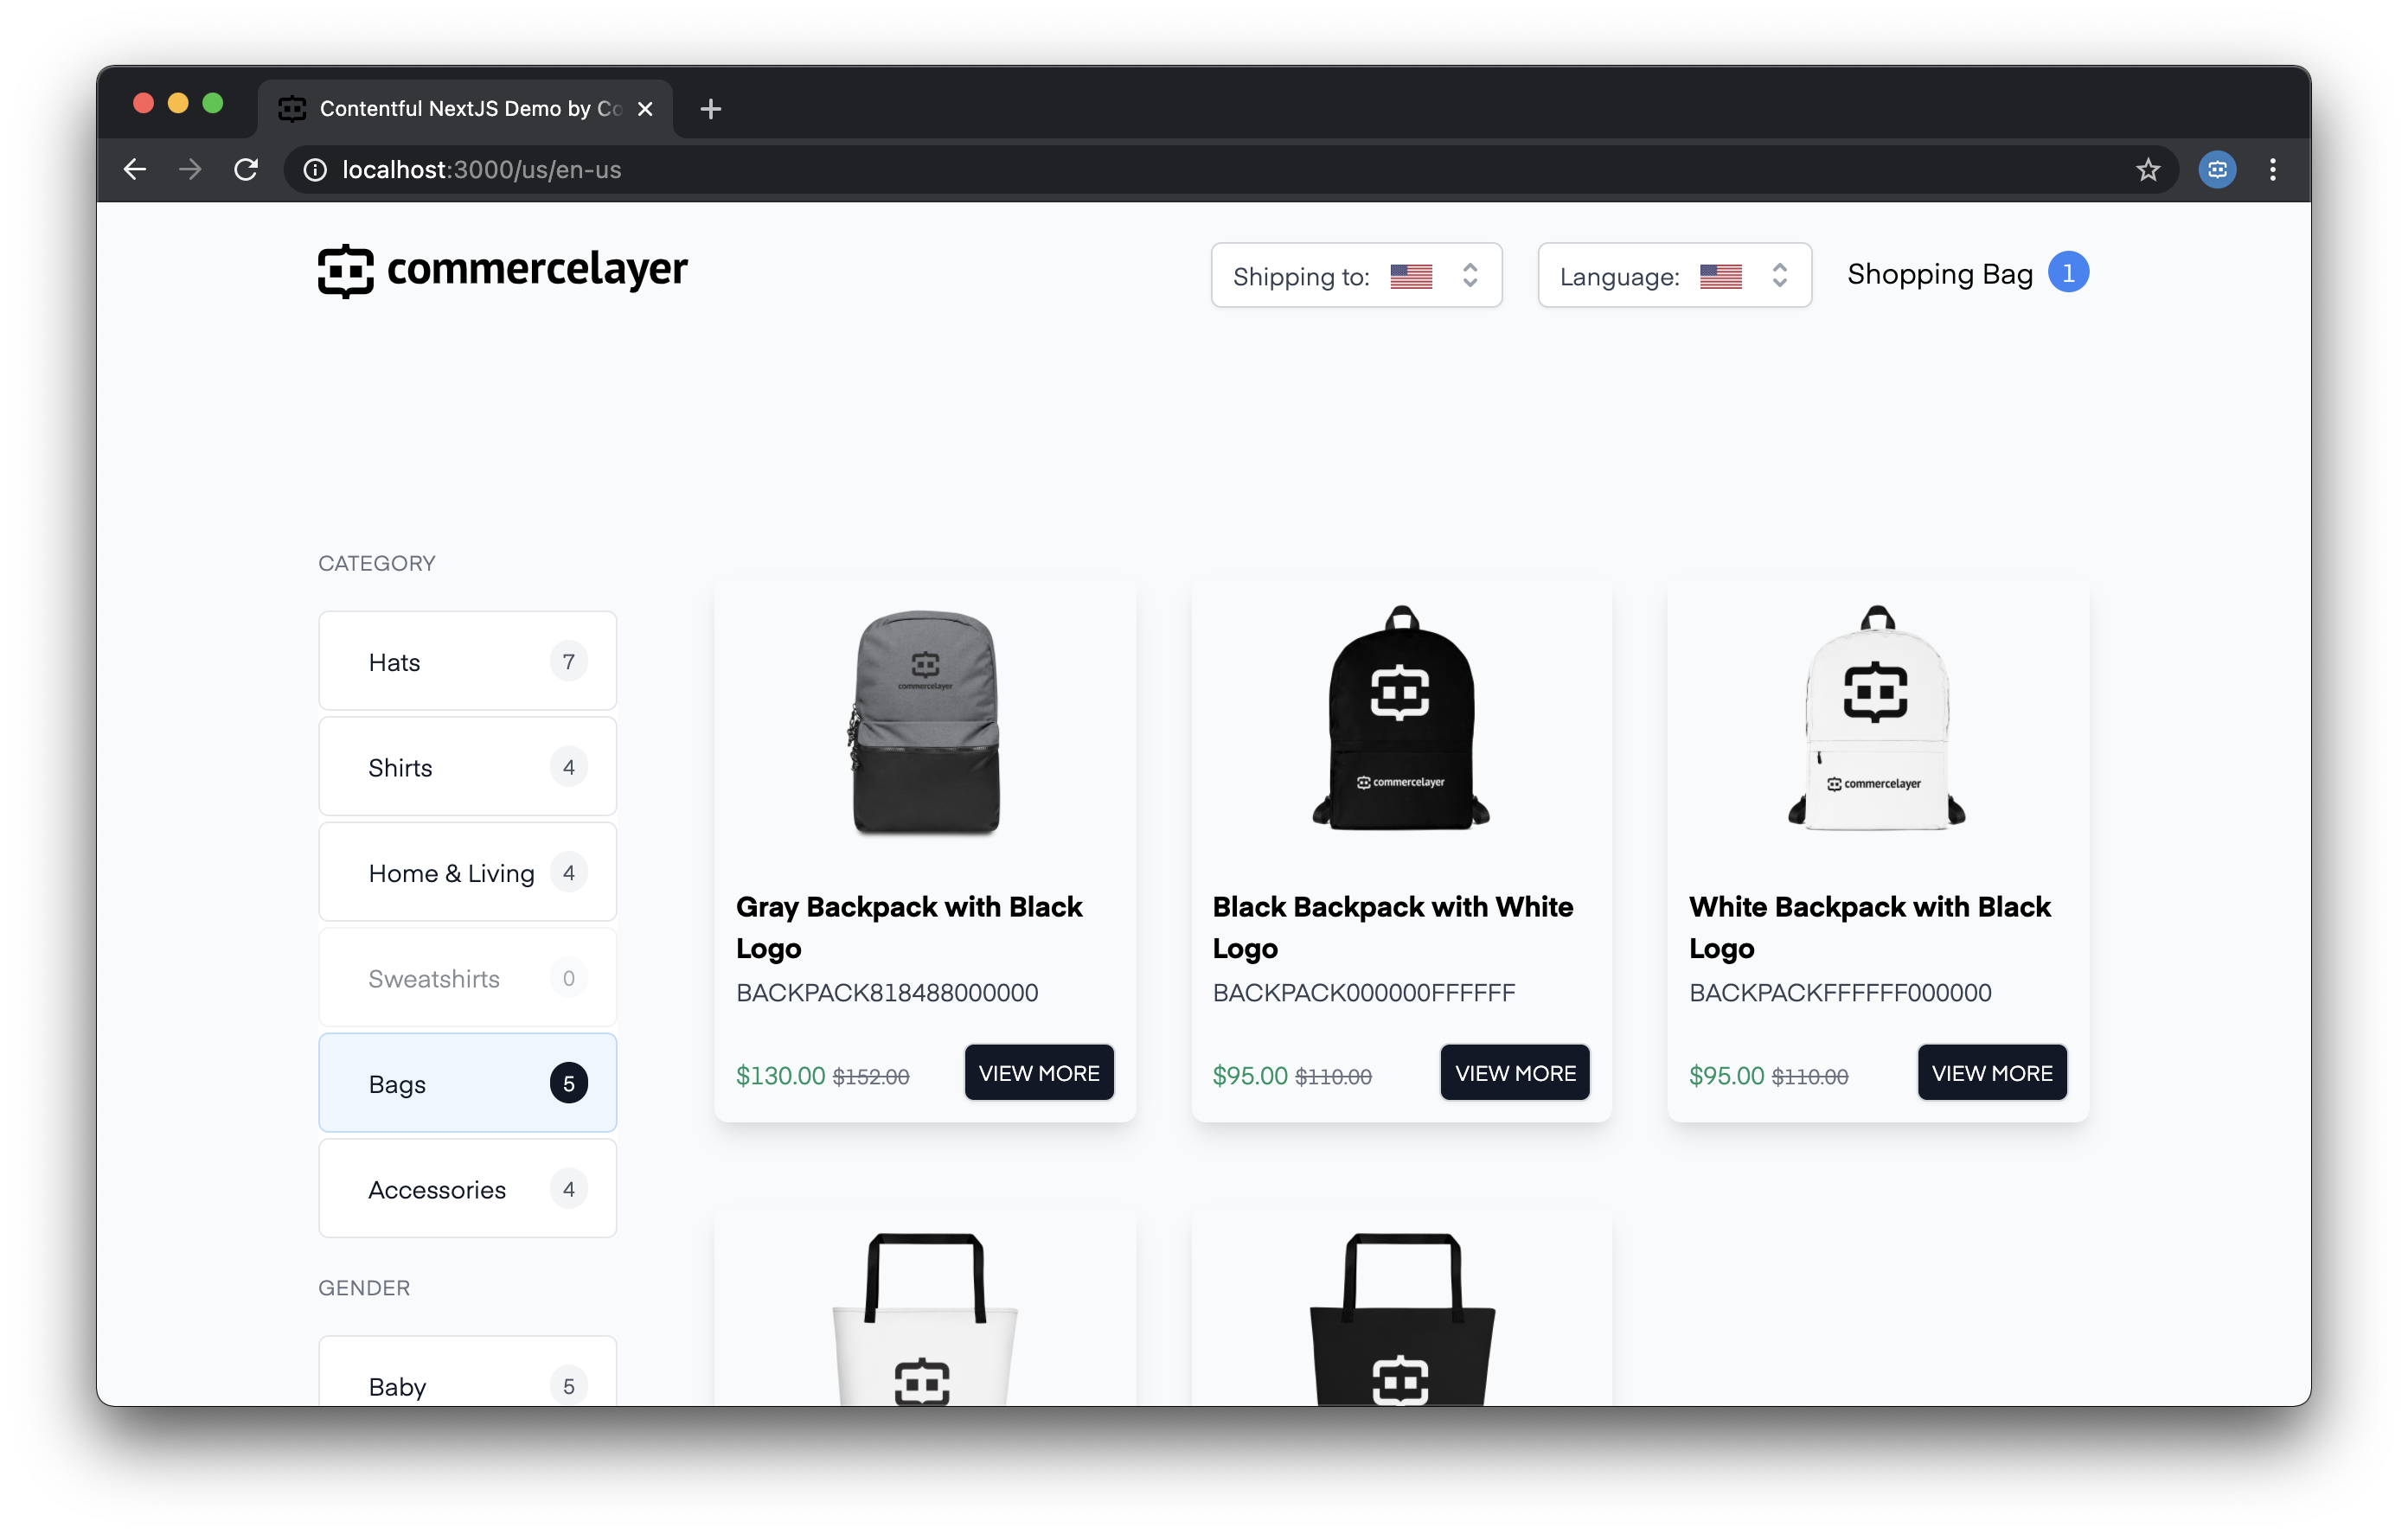 Contentful NextJS Demo by Co
localhost:3000/us/en-us
commercelayer
Shipping to:
Language:
Shopping Bag 1
CATEGORY
Hats 7
Shirts 4
Home & Living 4
Sweatshirts 0
Bags 5
Accessories 4
GENDER
Baby 5
commercelayer
Gray Backpack with Black
Logo
BACKPACK818488000000
$130.00 $152.00 VIEW MORE
commercelayer
Black Backpack with White
Logo
BACKPACK000000FFFFFF
$95.00 $110.00 VIEW MORE
commercelayer
White Backpack with Black
Logo
BACKPACKFFFFFF000000
$95.00 $110.00 VIEW MORE